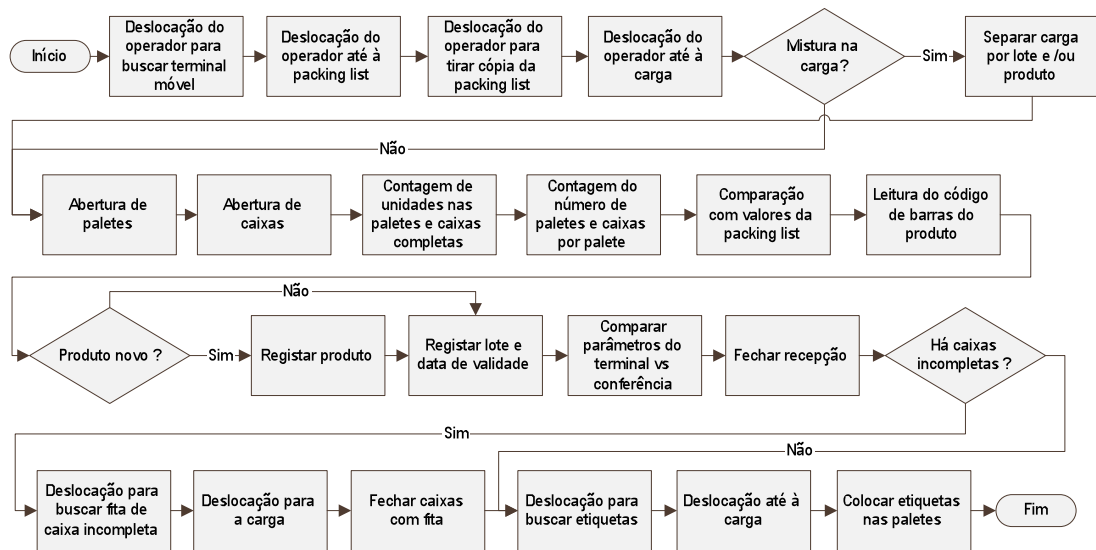 Início
Deslocação do
operador para
buscar terminal
móvel
Deslocação do
operador até à
packing list
Deslocação do
operador para
tirar cópia da
packing list
Deslocação do
operador até à
carga
Mistura na
carga ?
Sim
Separar carga
por lote e /ou
produto
Não
Abertura de
paletes
Abertura de
caixas
Contagem de
unidades nas
paletes e caixas
completas
Contagem do
número de
paletes e caixas
por palete
Comparação
com valores da
packing list
Leitura do código
de barras do
produto
Não
Produto novo ?
Sim
Registar produto
Registar lote e
data de validade
Comparar
parâmetros do
terminal vs
conferência
Fechar recepção
Há caixas
incompletas ?
Sim
Não
Deslocação para
buscar fita de
caixa incompleta
Deslocação para
a carga
Fechar caixas
com fita
Deslocação para
buscar etiquetas
Deslocação até à
carga
Colocar etiquetas
nas paletes
Fim